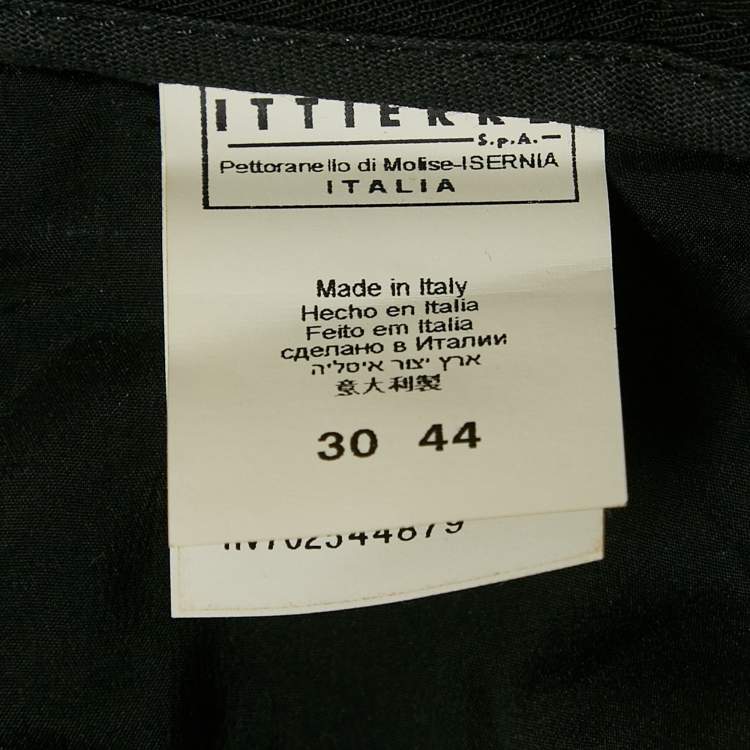 ITTIERRE
S.p.A.
Pettoranello di Molise-ISERNIA
ITALIA
Made in Italy
Hecho en Italia
Feito em Italia
сделано в Италии
ארץ יצור איטליה
意大利製
30 44